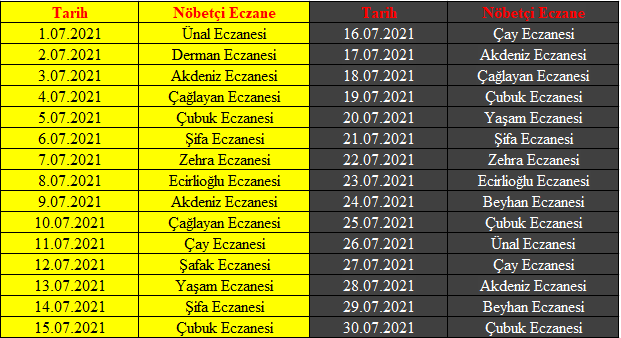 Tarih Nöbetçi Eczane Tarih Nöbetçi Eczane
1.07.2021 Ünal Eczanesi 16.07.2021 Çay Eczanesi
2.07.2021 Derman Eczanesi 17.07.2021 Akdeniz Eczanesi
3.07.2021 Akdeniz Eczanesi 18.07.2021 Çağlayan Eczanesi
4.07.2021 Çağlayan Eczanesi 19.07.2021 Çubuk Eczanesi
5.07.2021 Çubuk Eczanesi 20.07.2021 Yaşam Eczanesi
6.07.2021 Şifa Eczanesi 21.07.2021 Şifa Eczanesi
7.07.2021 Zehra Eczanesi 22.07.2021 Zehra Eczanesi
8.07.2021 Ecirlioğlu Eczanesi 23.07.2021 Ecirlioğlu Eczanesi
9.07.2021 Akdeniz Eczanesi 24.07.2021 Beyhan Eczanesi
10.07.2021 Çağlayan Eczanesi 25.07.2021 Çubuk Eczanesi
11.07.2021 Çay Eczanesi 26.07.2021 Ünal Eczanesi
12.07.2021 Şafak Eczanesi 27.07.2021 Çay Eczanesi
13.07.2021 Yaşam Eczanesi 28.07.2021 Akdeniz Eczanesi
14.07.2021 Şifa Eczanesi 29.07.2021 Beyhan Eczanesi
15.07.2021 Çubuk Eczanesi 30.07.2021 Çubuk Eczanesi